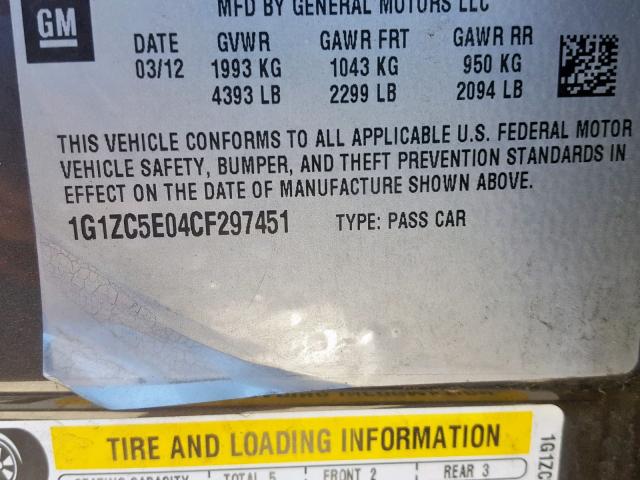 MFD BY GENERAL MOTORS LLC
GM
DATE GVWR GAWR FRT GAWR RR
03/12 1993 KG 1043 KG 950 KG
4393 LB 2299 LB 2094 LB
THIS VEHICLE CONFORMS TO ALL APPLICABLE U.S. FEDERAL MOTOR
VEHICLE SAFETY, BUMPER, AND THEFT PREVENTION STANDARDS IN
EFFECT ON THE DATE OF MANUFACTURE SHOWN ABOVE.
1G1ZC5E04CF297451 TYPE: PASS CAR
TIRE AND LOADING INFORMATION
SEATING CAPACITY TOTAL 5 FRONT 2 REAR 3
1G1ZC